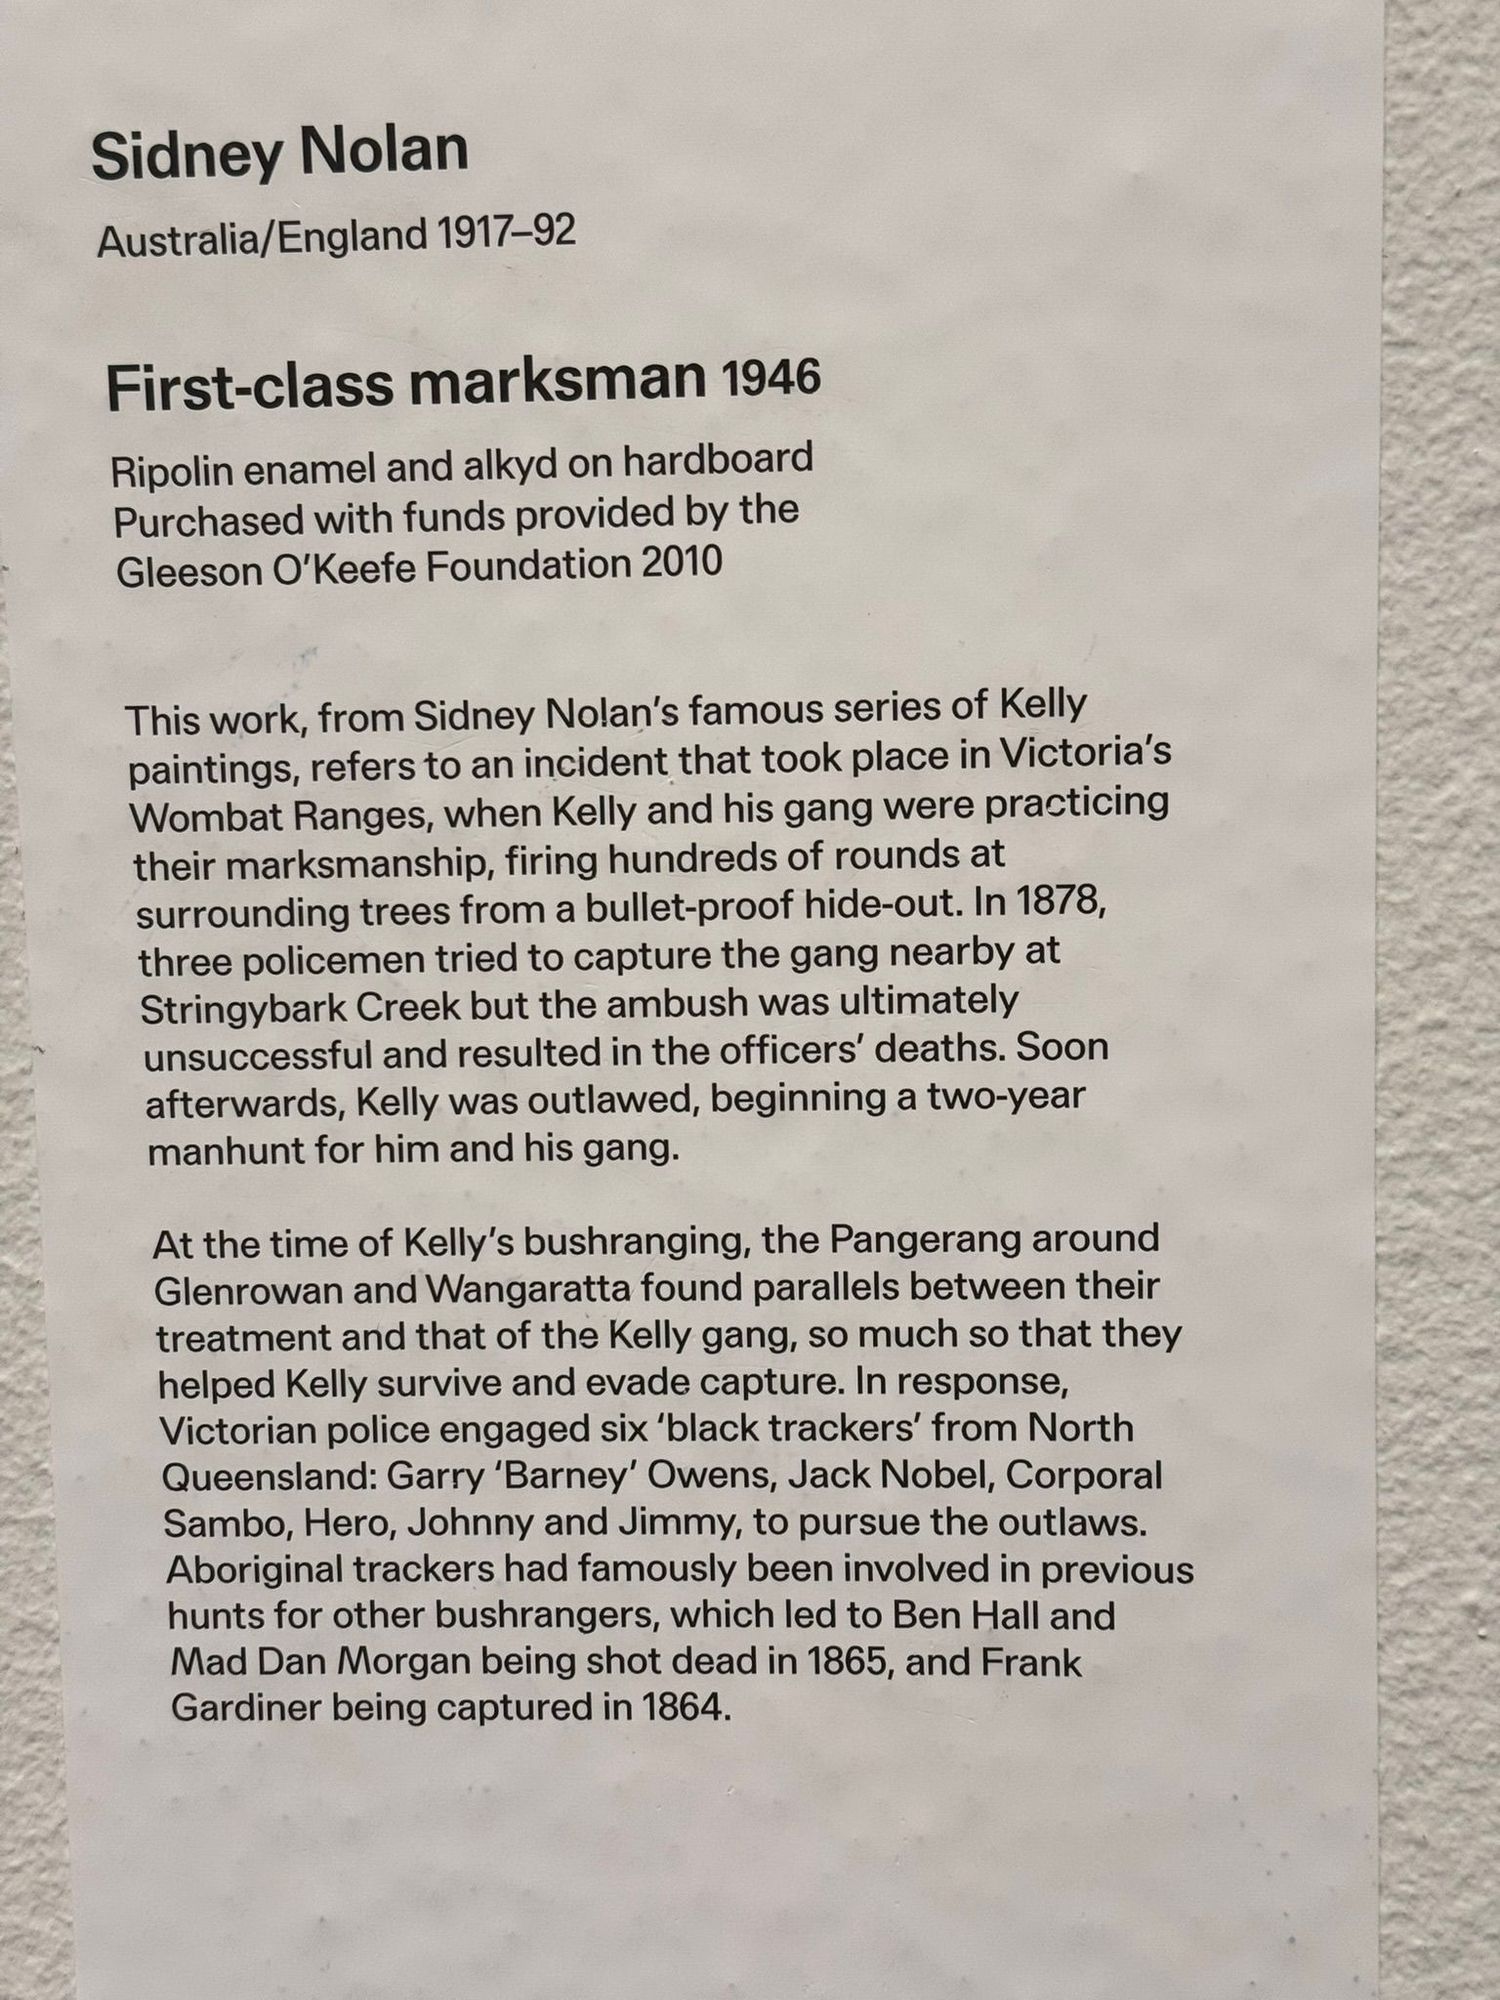 Sidney Nolan
Australia/England 1917–92
First-class marksman 1946
Ripolin enamel and alkyd on hardboard
Purchased with funds provided by the
Gleeson O’Keefe Foundation 2010
This work, from Sidney Nolan’s famous series of Kelly
paintings, refers to an incident that took place in Victoria’s
Wombat Ranges, when Kelly and his gang were practicing
their marksmanship, firing hundreds of rounds at
surrounding trees from a bullet-proof hide-out. In 1878,
three policemen tried to capture the gang nearby at
Stringybark Creek but the ambush was ultimately
unsuccessful and resulted in the officers’ deaths. Soon
afterwards, Kelly was outlawed, beginning a two-year
manhunt for him and his gang.
At the time of Kelly’s bushranging, the Pangerang around
Glenrowan and Wangaratta found parallels between their
treatment and that of the Kelly gang, so much so that they
helped Kelly survive and evade capture. In response,
Victorian police engaged six ‘black trackers’ from North
Queensland: Garry ‘Barney’ Owens, Jack Nobel, Corporal
Sambo, Hero, Johnny and Jimmy, to pursue the outlaws.
Aboriginal trackers had famously been involved in previous
hunts for other bushrangers, which led to Ben Hall and
Mad Dan Morgan being shot dead in 1865, and Frank
Gardiner being captured in 1864.